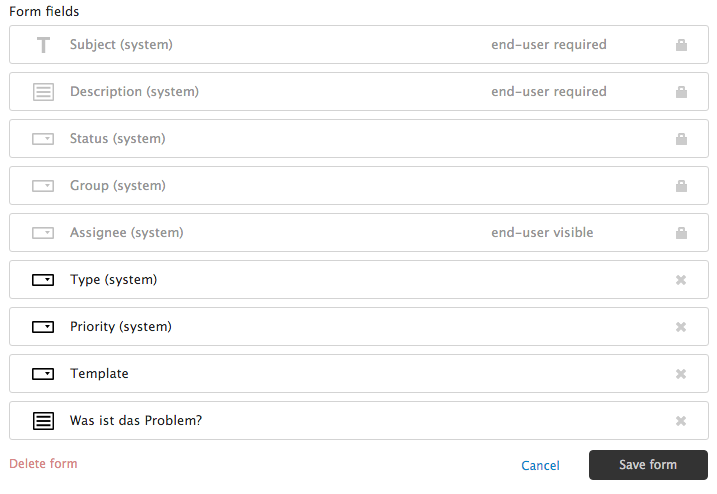 Form fields
Subject (system) end-user required
Description (system) end-user required
Status (system)
Group (system)
Assignee (system) end-user visible
Type (system)
Priority (system)
Template
Was ist das Problem?
Delete form Cancel Save form